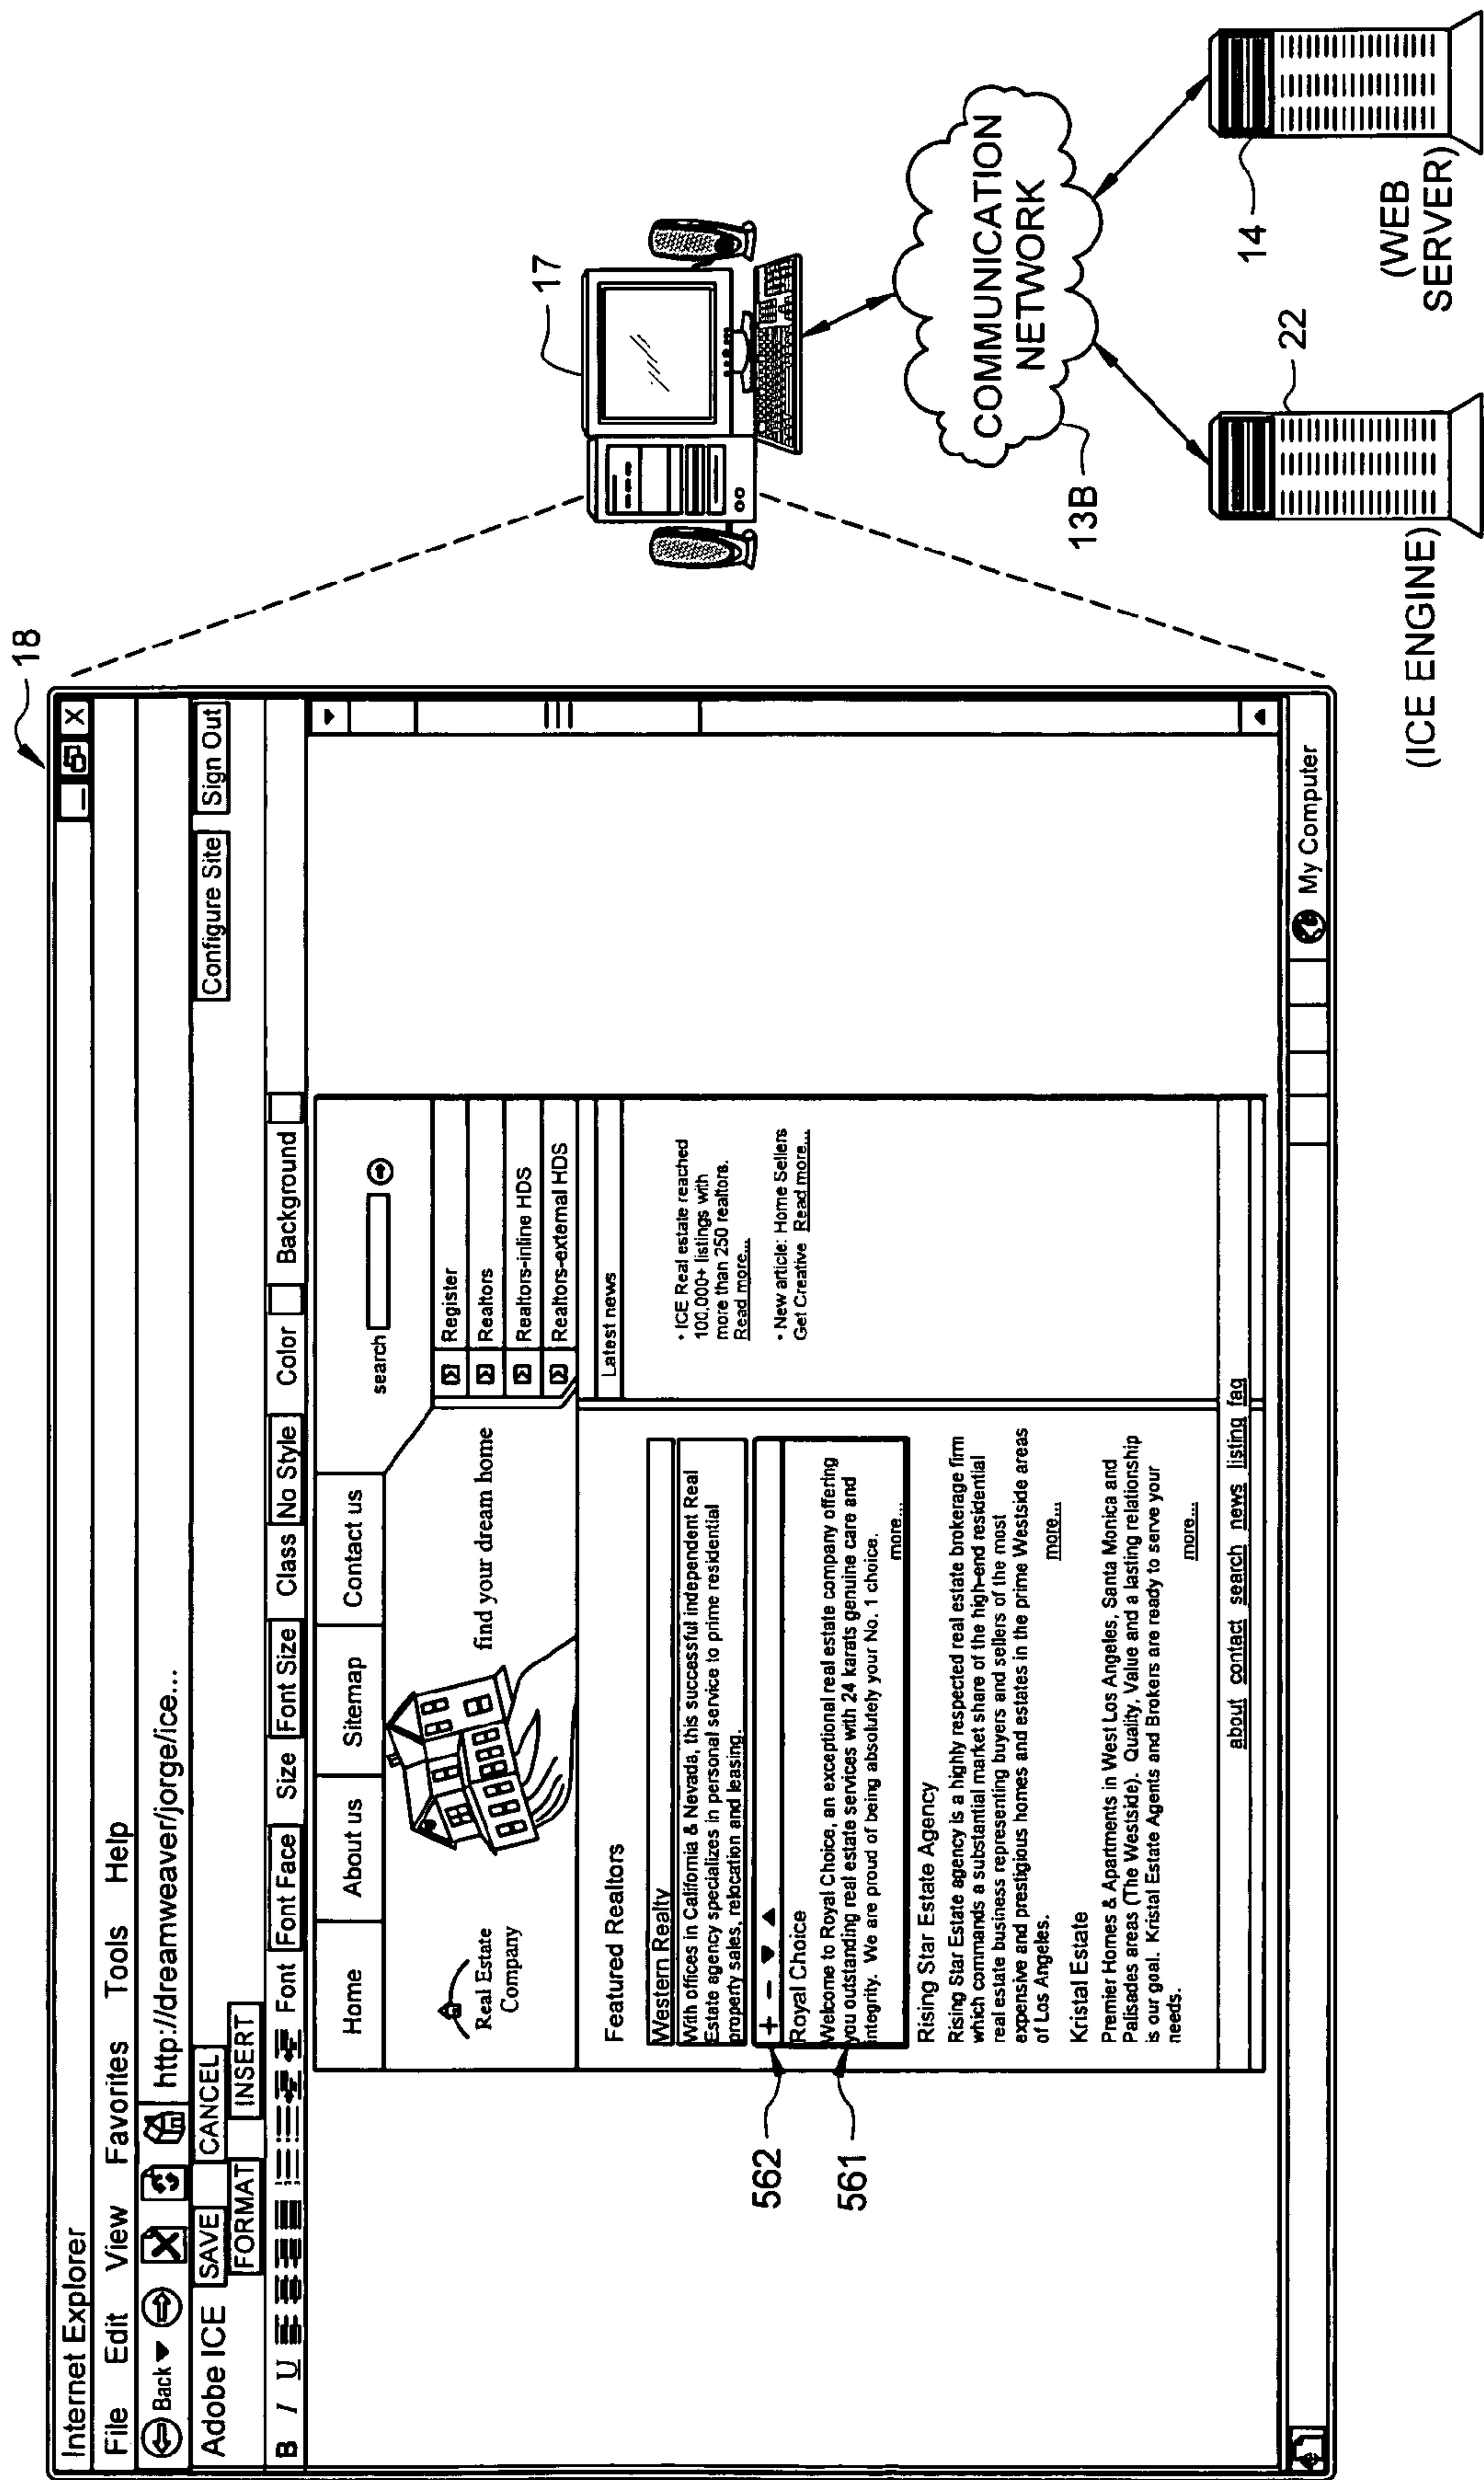 18
Internet Explorer
_ X
File Edit View Favorites Tools Help
Back http://dreamweaver/jorge/ice...
Adobe ICE SAVE CANCEL Configure Site Sign Out
FORMAT INSERT
B I U Font Font Face Size Font Size Class No Style Color Background
Home About us Sitemap Contact us
search
Real Estate
Company
find your dream home
Register
Realtors
Realtors-inline HDS
Realtors-external HDS
Featured Realtors
Western Realty
With offices in California & Nevada, this successful independent Real
Estate agency specializes in personal service to prime residential
property sales, relocation and leasing.
+ −
Royal Choice
Welcome to Royal Choice, an exceptional real estate company offering
you outstanding real estate services with 24 karats genuine care and
integrity. We are proud of being absolutely your No. 1 choice.
more...
Rising Star Estate Agency
Rising Star Estate agency is a highly respected real estate brokerage firm
which commands a substantial market share of the high-end residential
real estate business representing buyers and sellers of the most
expensive and prestigious homes and estates in the prime Westside areas
of Los Angeles.
more...
Kristal Estate
Premier Homes & Apartments in West Los Angeles, Santa Monica and
Palisades areas (The Westside). Quality, Value and a lasting relationship
is our goal. Kristal Estate Agents and Brokers are ready to serve your
needs.
more...
Latest news
• ICE Real estate reached
100,000+ listings with
more than 250 realtors.
Read more...
• New article: Home Sellers
Get Creative Read more...
about contact search news listing faq
My Computer
562
561
17
COMMUNICATION
NETWORK
13B
22
(ICE ENGINE)
14
(WEB
SERVER)